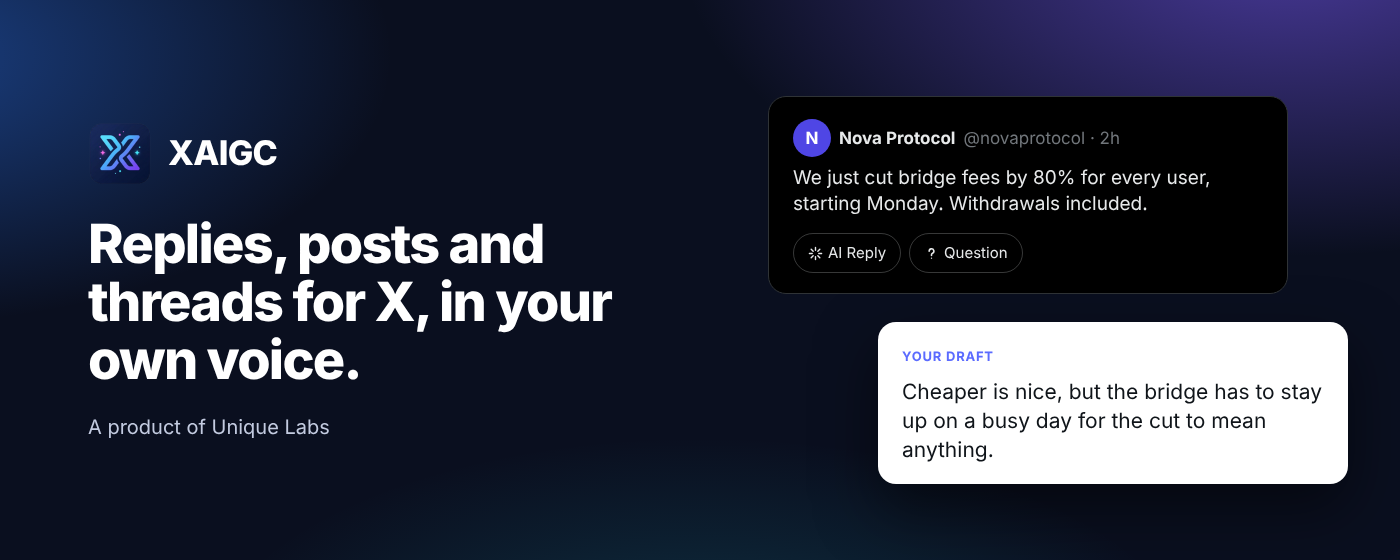 XAIGC
Replies, posts and
threads for X, in your
own voice.
A product of Unique Labs
N
Nova Protocol @novaprotocol · 2h
We just cut bridge fees by 80% for every user,
starting Monday. Withdrawals included.
AI Reply
? Question
YOUR DRAFT
Cheaper is nice, but the bridge has to stay
up on a busy day for the cut to mean
anything.